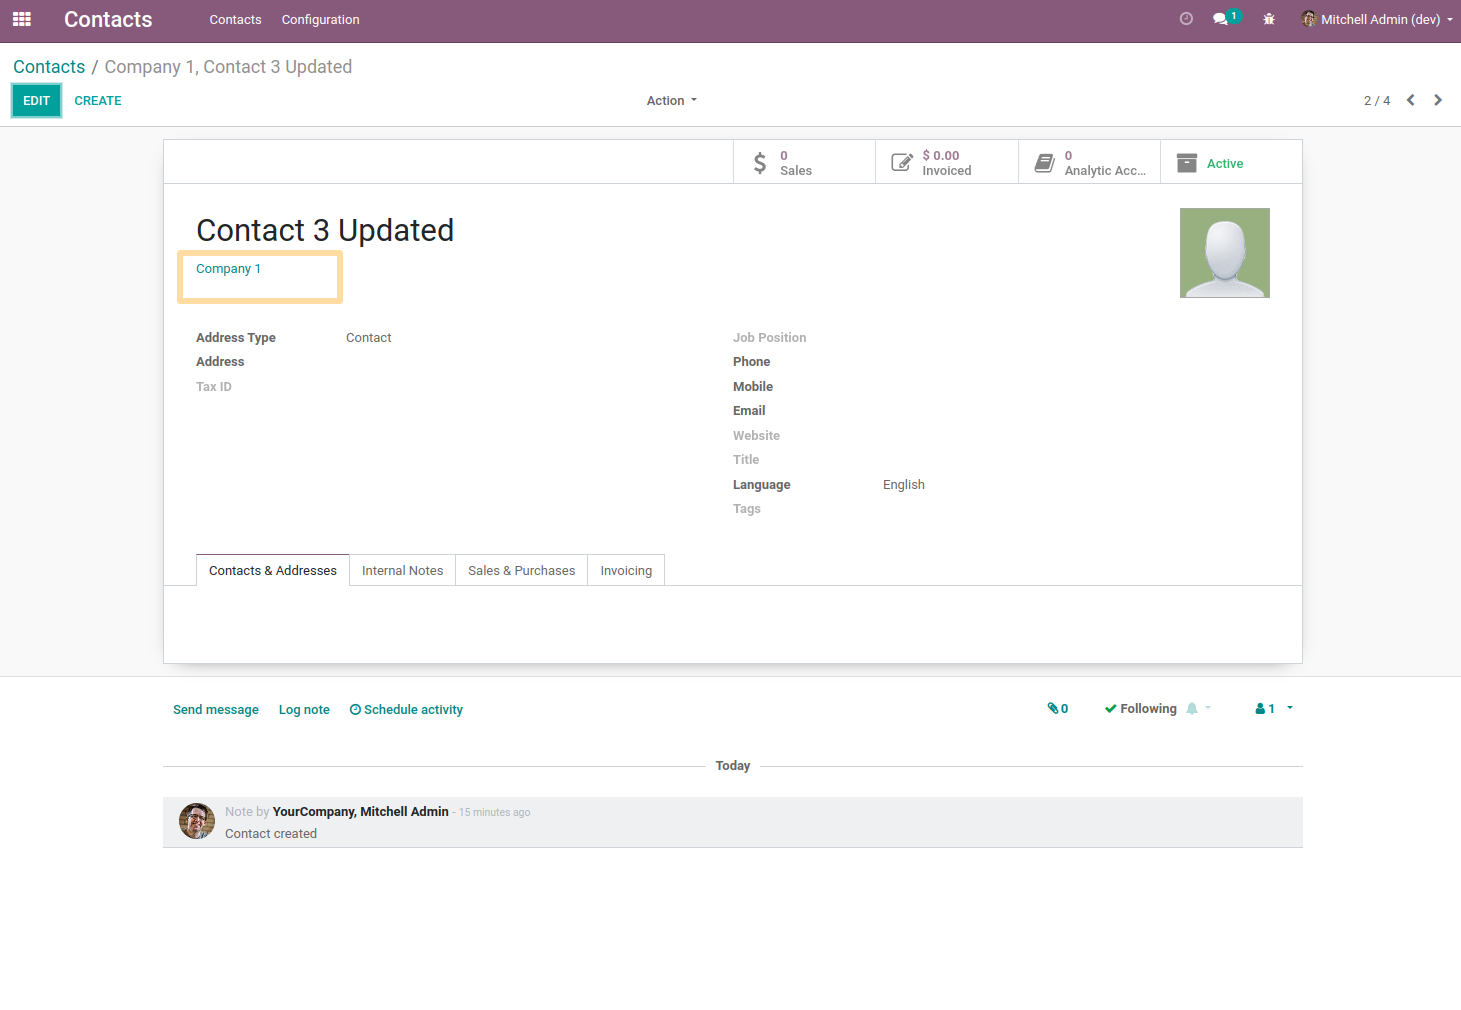 Contacts Contacts Configuration 1 Mitchell Admin (dev)
Contacts / Company 1, Contact 3 Updated
EDIT CREATE Action 2 / 4
0 Sales
$ 0.00 Invoiced
0 Analytic Acc...
Active
Contact 3 Updated
Company 1
Address Type Contact
Address
Tax ID
Job Position
Phone
Mobile
Email
Website
Title
Language English
Tags
Contacts & Addresses Internal Notes Sales & Purchases Invoicing
Send message Log note Schedule activity 0 Following 1
Today
Note by YourCompany, Mitchell Admin - 15 minutes ago
Contact created